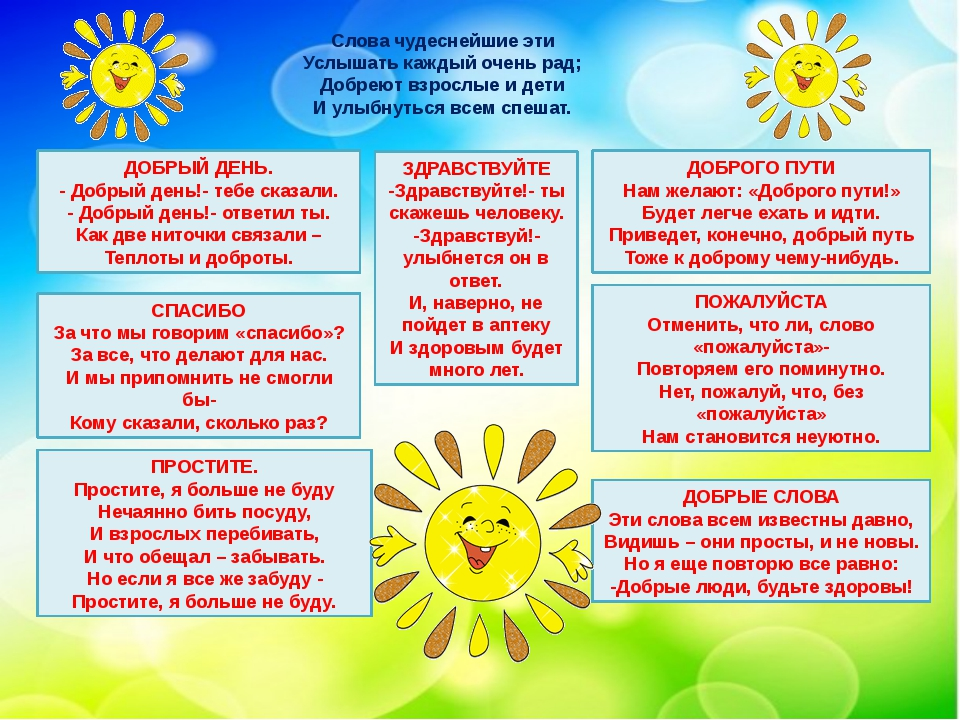 Слова чудеснейшие эти
Услышать каждый очень рад;
Добреют взрослые и дети
И улыбнуться всем спешат.
ДОБРЫЙ ДЕНЬ.
- Добрый день!- тебе сказали.
- Добрый день!- ответил ты.
Как две ниточки связали –
Теплоты и доброты.
ЗДРАВСТВУЙТЕ
-Здравствуйте!- ты
скажешь человеку.
-Здравствуй!-
улыбнется он в
ответ.
И, наверно, не
пойдет в аптеку
И здоровым будет
много лет.
ДОБРОГО ПУТИ
Нам желают: «Доброго пути!»
Будет легче ехать и идти.
Приведет, конечно, добрый путь
Тоже к доброму чему-нибудь.
СПАСИБО
За что мы говорим «спасибо»?
За все, что делают для нас.
И мы припомнить не смогли
бы-
Кому сказали, сколько раз?
ПОЖАЛУЙСТА
Отменить, что ли, слово
«пожалуйста»-
Повторяем его поминутно.
Нет, пожалуй, что, без
«пожалуйста»
Нам становится неуютно.
ПРОСТИТЕ.
Простите, я больше не буду
Нечаянно бить посуду,
И взрослых перебивать,
И что обещал – забывать.
Но если я все же забуду -
Простите, я больше не буду.
ДОБРЫЕ СЛОВА
Эти слова всем известны давно,
Видишь – они просты, и не новы.
Но я еще повторю все равно:
-Добрые люди, будьте здоровы!